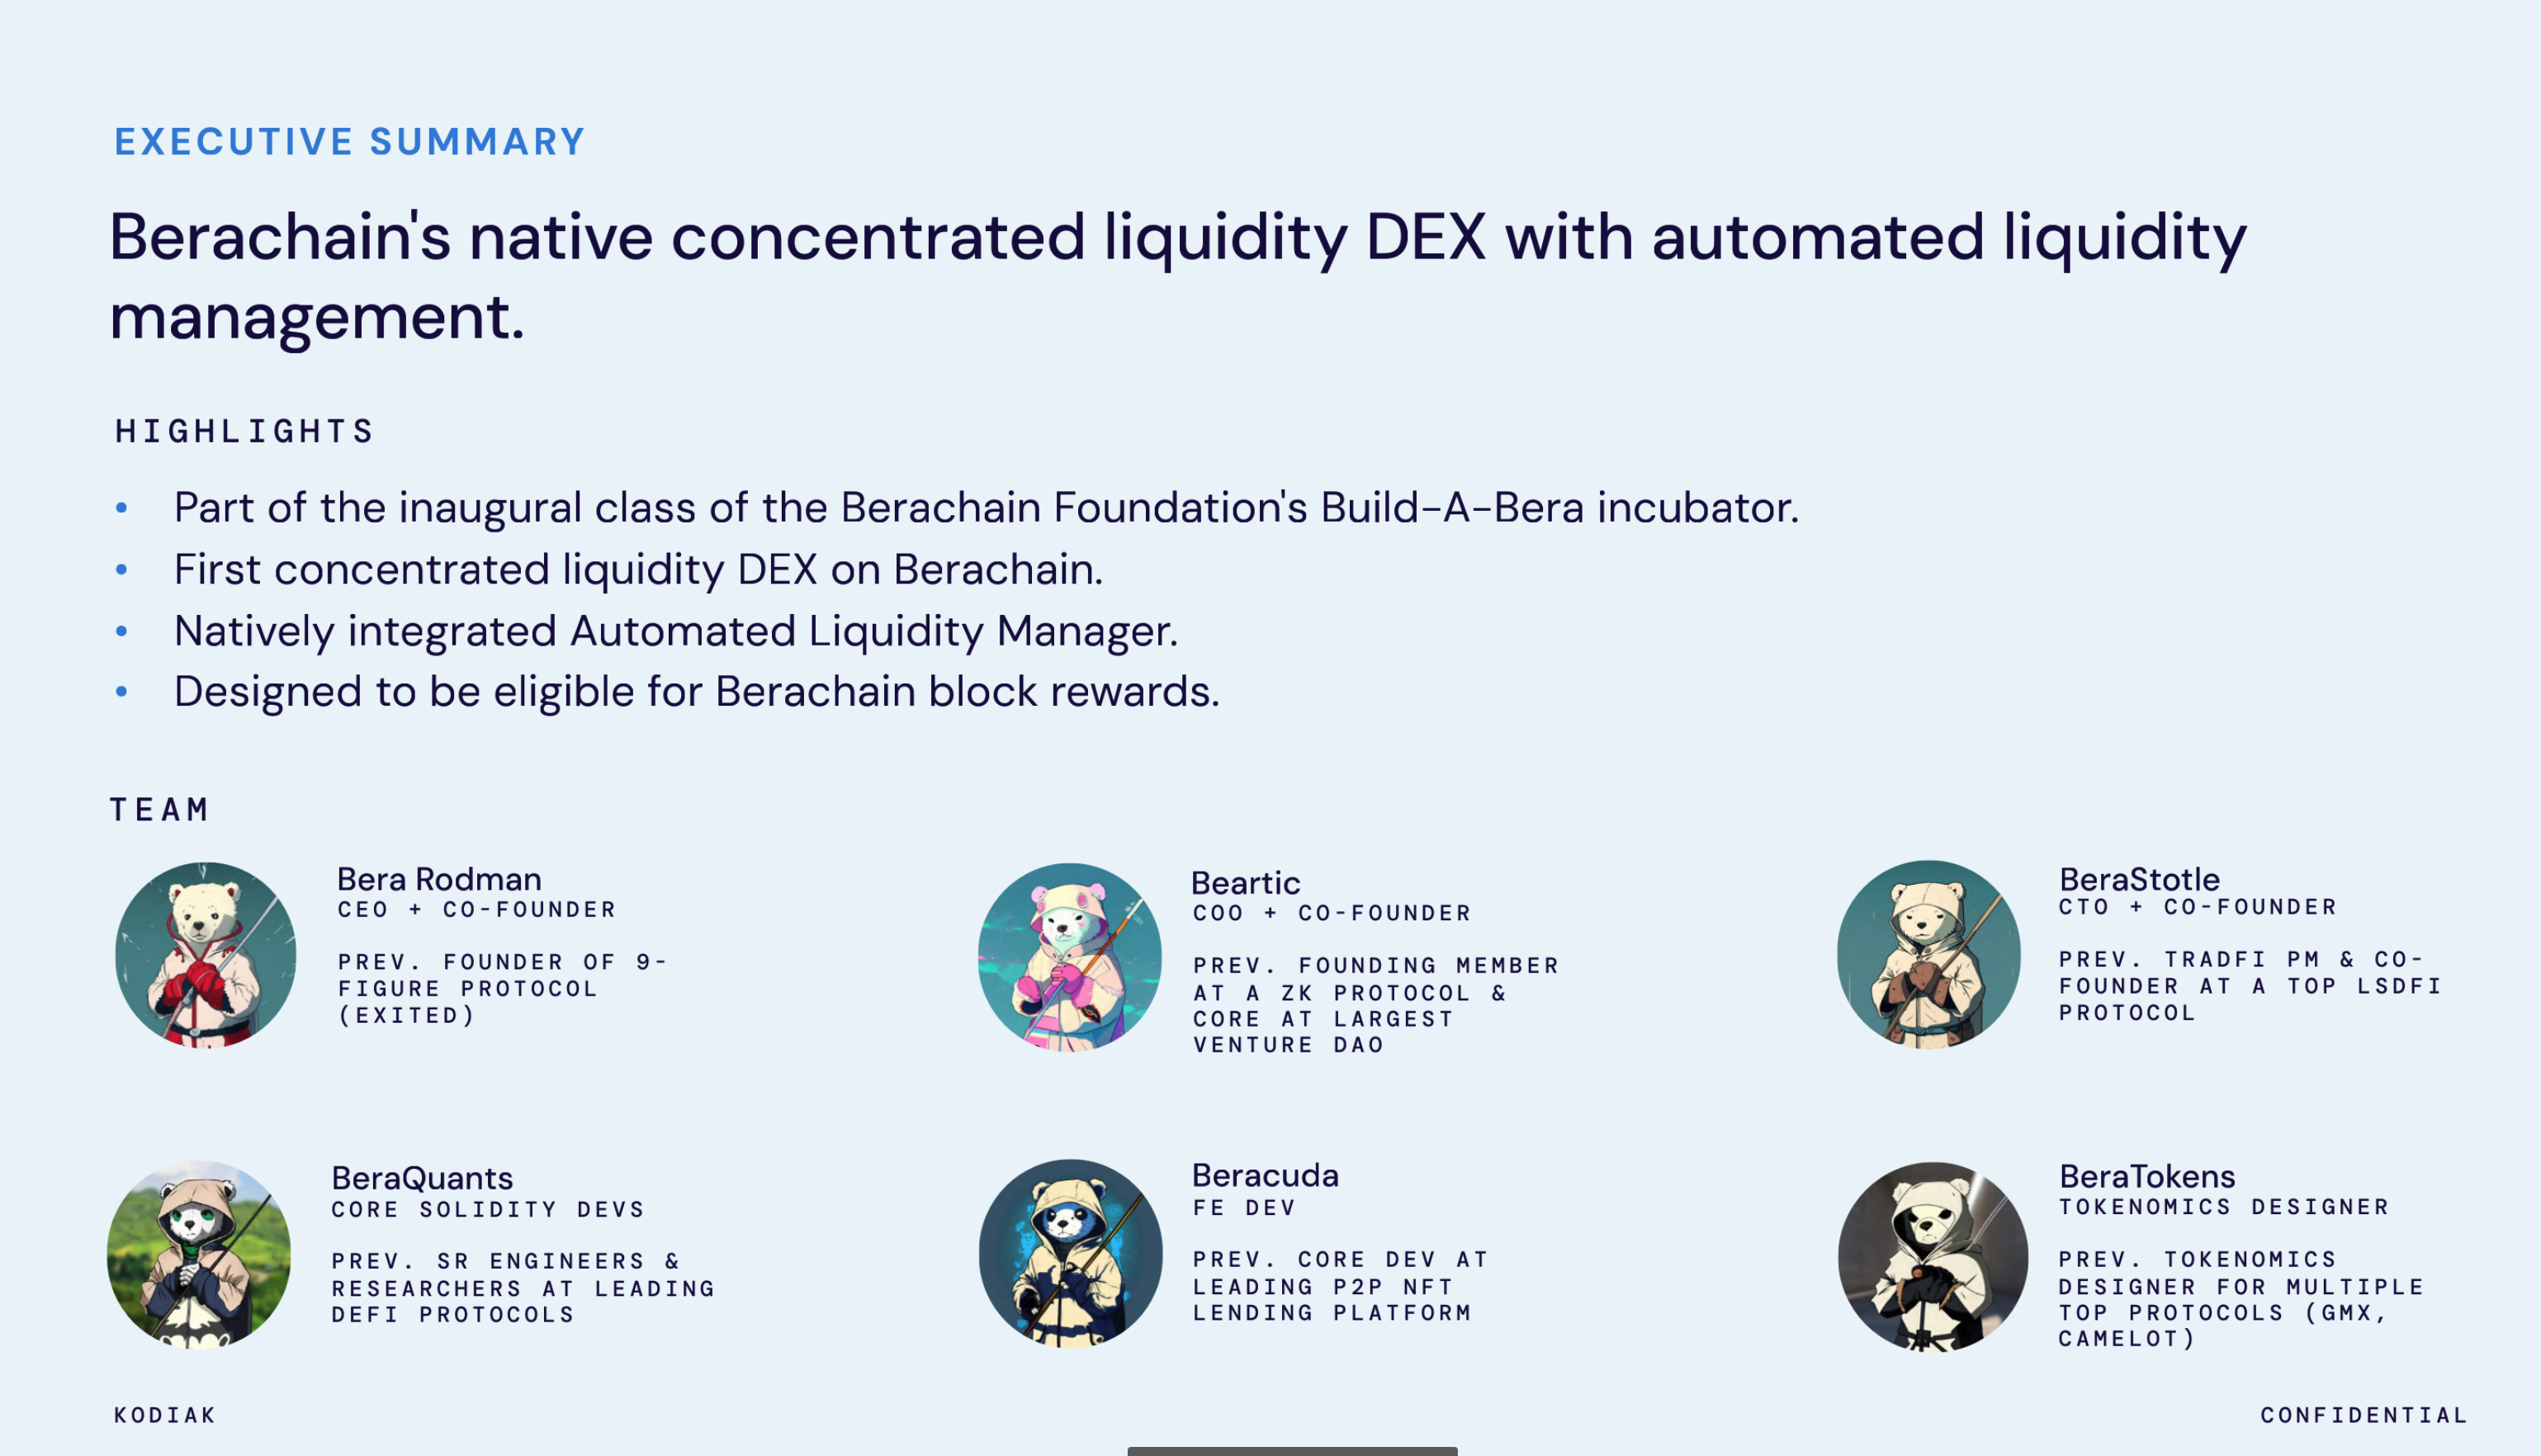 EXECUTIVE SUMMARY
Berachain's native concentrated liquidity DEX with automated liquidity
management.
HIGHLIGHTS
• Part of the inaugural class of the Berachain Foundation's Build-A-Bera incubator.
• First concentrated liquidity DEX on Berachain.
• Natively integrated Automated Liquidity Manager.
• Designed to be eligible for Berachain block rewards.
TEAM
Bera Rodman
CEO + CO-FOUNDER
PREV. FOUNDER OF 9-
FIGURE PROTOCOL
(EXITED)
Beartic
COO + CO-FOUNDER
PREV. FOUNDING MEMBER
AT A ZK PROTOCOL &
CORE AT LARGEST
VENTURE DAO
BeraStotle
CTO + CO-FOUNDER
PREV. TRADFI PM & CO-
FOUNDER AT A TOP LSDFI
PROTOCOL
BeraQuants
CORE SOLIDITY DEVS
PREV. SR ENGINEERS &
RESEARCHERS AT LEADING
DEFI PROTOCOLS
Beracuda
FE DEV
PREV. CORE DEV AT
LEADING P2P NFT
LENDING PLATFORM
BeraTokens
TOKENOMICS DESIGNER
PREV. TOKENOMICS
DESIGNER FOR MULTIPLE
TOP PROTOCOLS (GMX,
CAMELOT)
KODIAK
CONFIDENTIAL